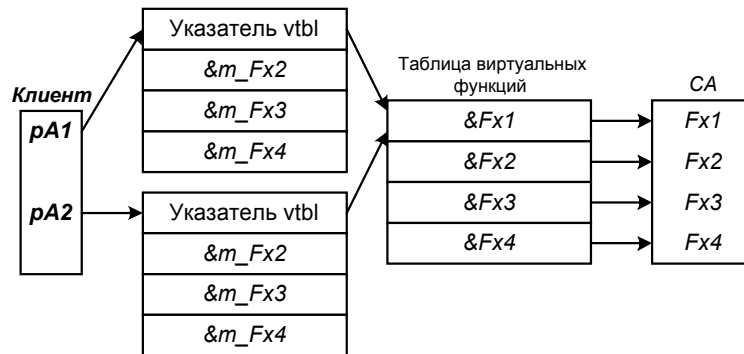 Указатель vtbl
&m_Fx2
&m_Fx3
&m_Fx4
Клиент
pA1
pA2
Указатель vtbl
&m_Fx2
&m_Fx3
&m_Fx4
Таблица виртуальных
функций
&Fx1
&Fx2
&Fx3
&Fx4
CA
Fx1
Fx2
Fx3
Fx4